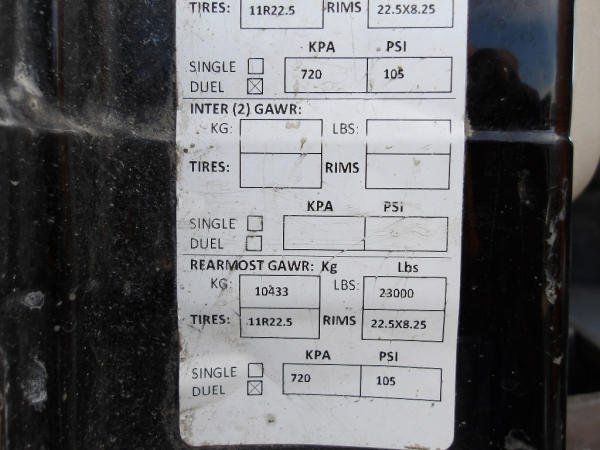 TIRES: 11R22.5 RIMS 22.5X8.25
KPA PSI
SINGLE 720 105
DUEL
INTER (2) GAWR:
KG: LBS:
TIRES: RIMS
KPA PSI
SINGLE
DUEL
REARMOST GAWR: Kg Lbs
KG: 10433 LBS: 23000
TIRES: 11R22.5 RIMS 22.5X8.25
KPA PSI
SINGLE 720 105
DUEL